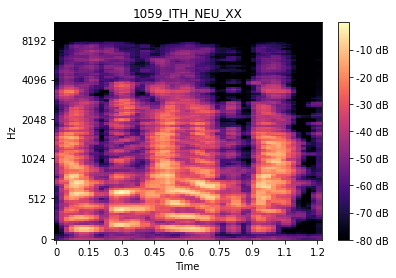 1059_ITH_NEU_XX
8192
4096
2048
1024
512
0
Hz
0 0.15 0.3 0.45 0.6 0.75 0.9 1.1 1.2
Time
-10 dB
-20 dB
-30 dB
-40 dB
-50 dB
-60 dB
-70 dB
-80 dB